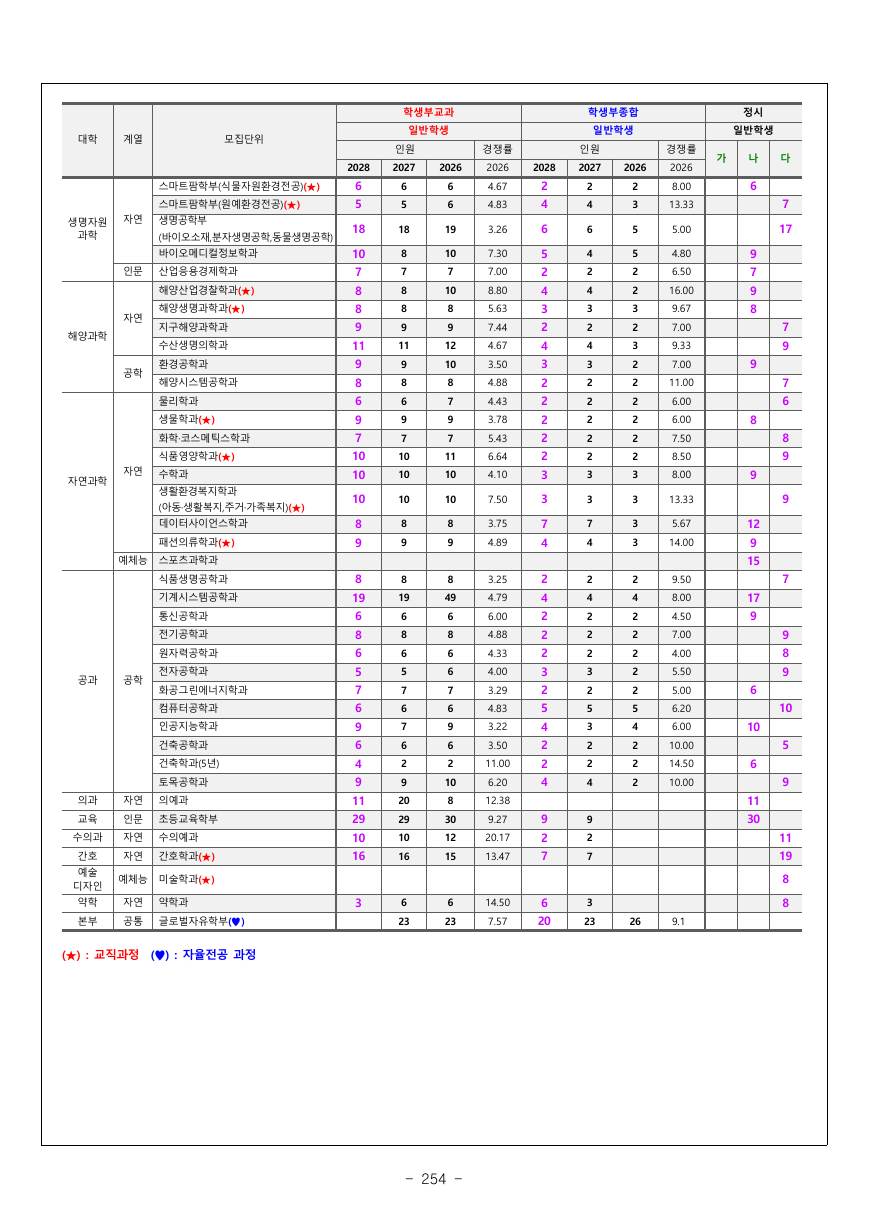 대학 계열 모집단위 학생부교과 학생부종합 정시
일반학생 일반학생 일반학생
인원 경쟁률 인원 경쟁률 가 나 다
2028 2027 2026 2026 2028 2027 2026 2026
생명자원과학 자연 스마트팜학부(식물자원환경전공)(★) 6 6 6 4.67 2 2 2 8.00 6
스마트팜학부(원예환경전공)(★) 5 5 6 4.83 4 4 3 13.33 7
생명공학부
(바이오소재,분자생명공학,동물생명공학) 18 18 19 3.26 6 6 5 5.00 17
바이오메디컬정보학과 10 8 10 7.30 5 4 5 4.80 9
인문 산업응용경제학과 7 7 7 7.00 2 2 2 6.50 7
해양과학 자연 해양산업경찰학과(★) 8 8 10 8.80 4 4 2 16.00 9
해양생명과학과(★) 8 8 8 5.63 3 3 3 9.67 8
지구해양과학과 9 9 9 7.44 2 2 2 7.00 7
수산생명의학과 11 11 12 4.67 4 4 3 9.33 9
공학 환경공학과 9 9 10 3.50 3 3 2 7.00 9
해양시스템공학과 8 8 8 4.88 2 2 2 11.00 7
자연과학 자연 물리학과 6 6 7 4.43 2 2 2 6.00 6
생물학과(★) 9 9 9 3.78 2 2 2 6.00 8
화학·코스메틱스학과 7 7 7 5.43 2 2 2 7.50 8
식품영양학과(★) 10 10 11 6.64 2 2 2 8.50 9
수학과 10 10 10 4.10 3 3 3 8.00 9
생활환경복지학과
(아동·생활복지,주거·가족복지)(★) 10 10 10 7.50 3 3 3 13.33 9
데이터사이언스학과 8 8 8 3.75 7 7 3 5.67 12
패션의류학과(★) 9 9 9 4.89 4 4 3 14.00 9
예체능 스포츠과학과 15
공과 공학 식품생명공학과 8 8 8 3.25 2 2 2 9.50 7
기계시스템공학과 19 19 49 4.79 4 4 4 8.00 17
통신공학과 6 6 6 6.00 2 2 2 4.50 9
전기공학과 8 8 8 4.88 2 2 2 7.00 9
원자력공학과 6 6 6 4.33 2 2 2 4.00 8
전자공학과 5 5 6 4.00 3 3 2 5.50 9
화공그린에너지학과 7 7 7 3.29 2 2 2 5.00 6
컴퓨터공학과 6 6 6 4.83 5 5 5 6.20 10
인공지능학과 9 7 9 3.22 4 3 4 6.00 10
건축공학과 6 6 6 3.50 2 2 2 10.00 5
건축학과(5년) 4 2 2 11.00 2 2 2 14.50 6
토목공학과 9 9 10 6.20 4 4 2 10.00 9
의과 자연 의예과 11 20 8 12.38 11
교육 인문 초등교육학부 29 29 30 9.27 9 9 30
수의과 자연 수의예과 10 10 12 20.17 2 2 11
간호 자연 간호학과(★) 16 16 15 13.47 7 7 19
예술
디자인 예체능 미술학과(★) 8
약학 자연 약학과 3 6 6 14.50 6 3 8
본부 공통 글로벌자유학부(♥) 23 23 7.57 20 23 26 9.1
(★) : 교직과정 (♥) : 자율전공 과정
- 254 -